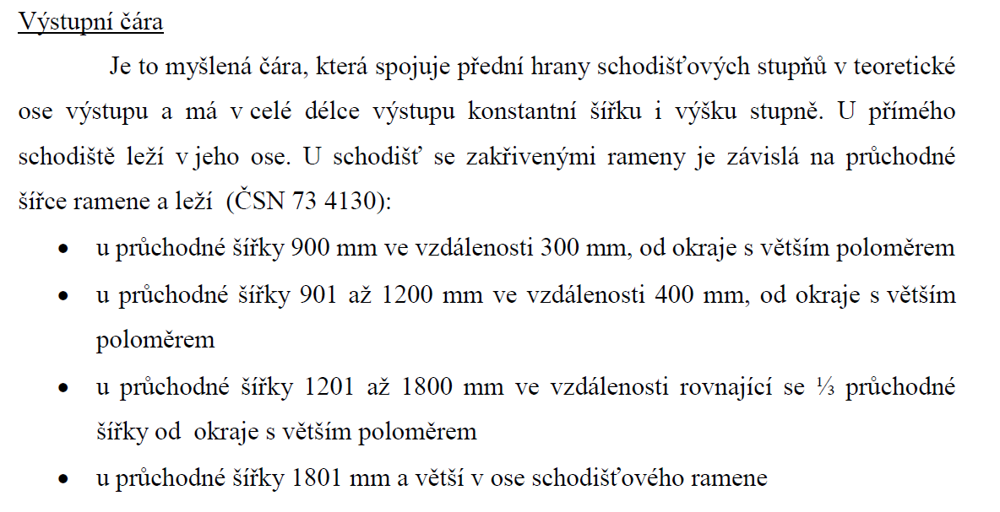 Výstupní čára
Je to myšlená čára, která spojuje přední hrany schodišťových stupňů v teoretické
ose výstupu a má v celé délce výstupu konstantní šířku i výšku stupně. U přímého
schodiště leží v jeho ose. U schodišť se zakřivenými rameny je závislá na průchodné
šířce ramene a leží  (ČSN 73 4130):
• u průchodné šířky 900 mm ve vzdálenosti 300 mm, od okraje s větším poloměrem
• u průchodné šířky 901 až 1200 mm ve vzdálenosti 400 mm, od okraje s větším
poloměrem
• u průchodné šířky 1201 až 1800 mm ve vzdálenosti rovnající se ⅓ průchodné
šířky od  okraje s větším poloměrem
• u průchodné šířky 1801 mm a větší v ose schodišťového ramene